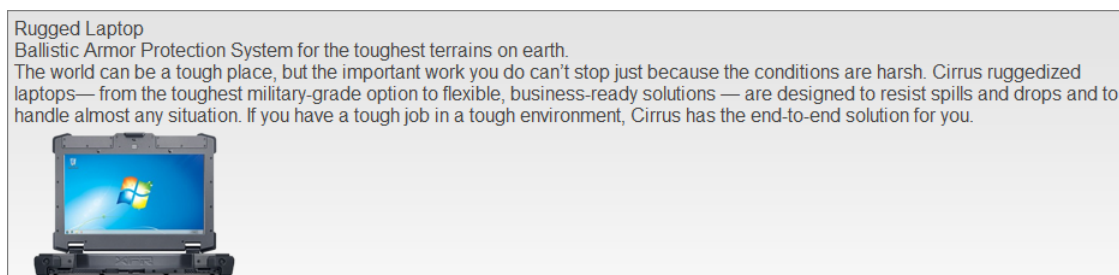 Rugged Laptop
Ballistic Armor Protection System for the toughest terrains on earth.
The world can be a tough place, but the important work you do can’t stop just because the conditions are harsh. Cirrus ruggedized
laptops— from the toughest military-grade option to flexible, business-ready solutions — are designed to resist spills and drops and to
handle almost any situation. If you have a tough job in a tough environment, Cirrus has the end-to-end solution for you.
XFR